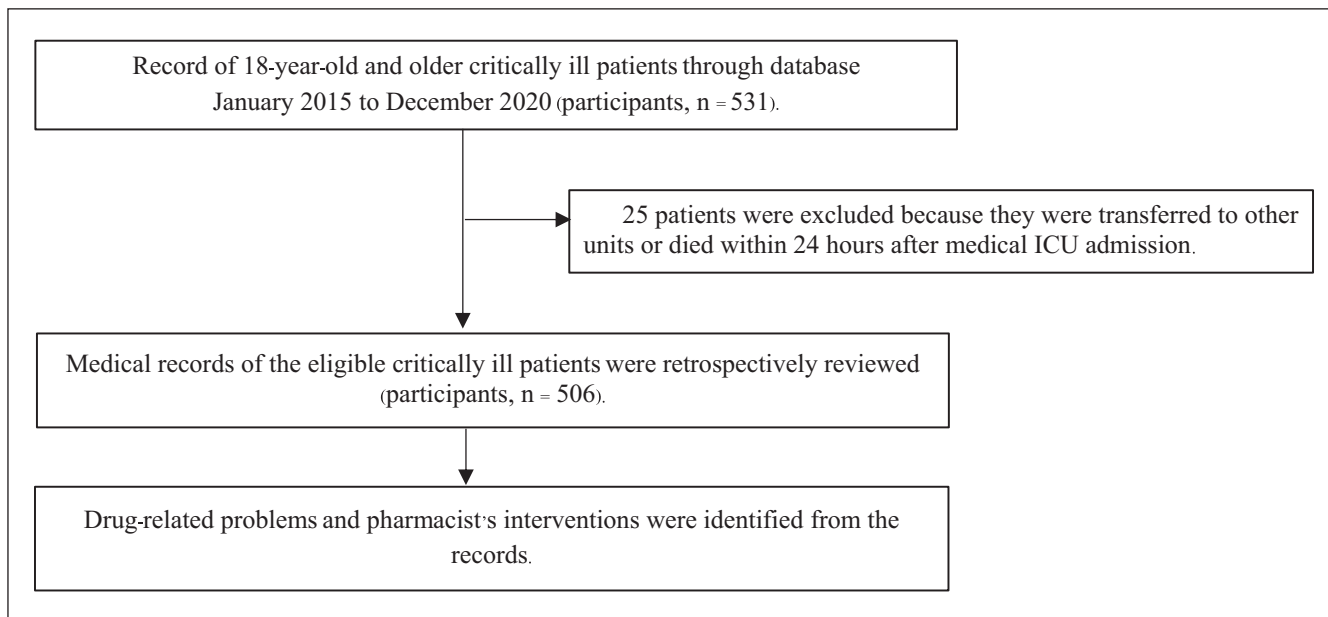 Record of 18-year-old and older critically ill patients through database
January 2015 to December 2020 (participants, n = 531).
25 patients were excluded because they were transferred to other
units or died within 24 hours after medical ICU admission.
Medical records of the eligible critically ill patients were retrospectively reviewed
(participants, n = 506).
Drug-related problems and pharmacist's interventions were identified from the
records.